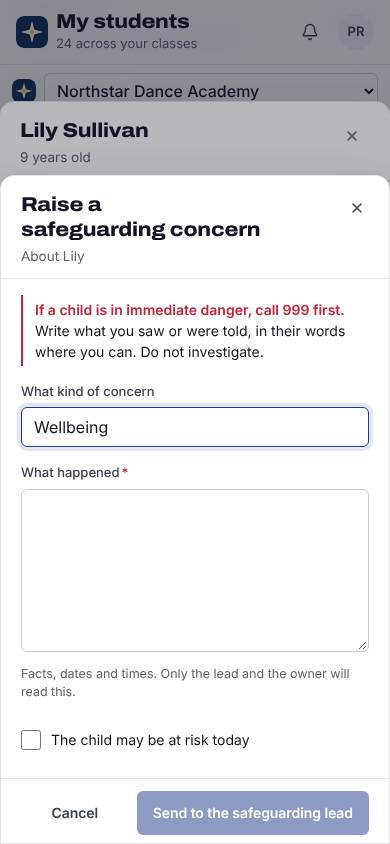 My students
24 across your classes
PR
Northstar Dance Academy
Lily Sullivan
9 years old
Raise a
safeguarding concern
About Lily
If a child is in immediate danger, call 999 first.
Write what you saw or were told, in their words
where you can. Do not investigate.
What kind of concern
Wellbeing
What happened *
Facts, dates and times. Only the lead and the owner will
read this.
The child may be at risk today
Cancel
Send to the safeguarding lead